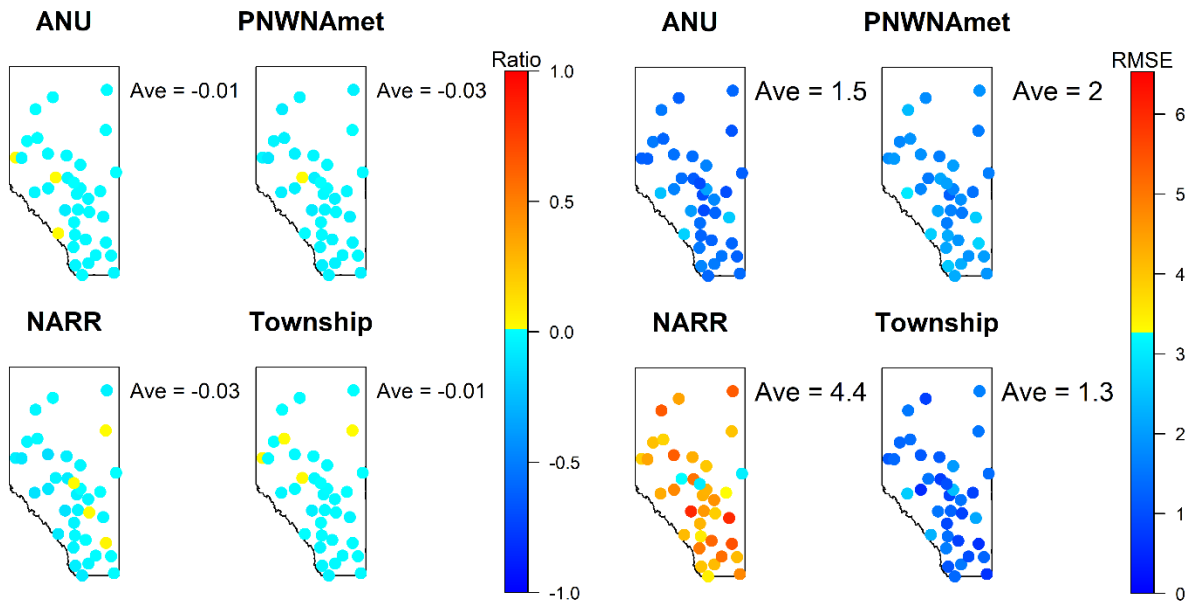 ANU
PNWNAmet
ANU
PNWNAmet
Ratio
RMSE
Ave = -0.01
Ave = -0.03
1.0
0.5
0.0
-0.5
-1.0
Ave = 1.5
Ave = 2
6
5
4
3
2
1
0
NARR
Township
NARR
Township
Ave = -0.03
Ave = -0.01
Ave = 4.4
Ave = 1.3